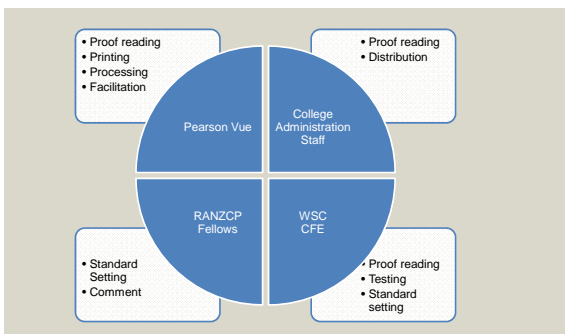 • Proof reading
• Printing
• Processing
• Facilitation
• Proof reading
• Distribution
Pearson Vue
College
Administration
Staff
RANZCP
Fellows
WSC
CFE
• Standard
Setting
• Comment
• Proof reading
• Testing
• Standard
setting